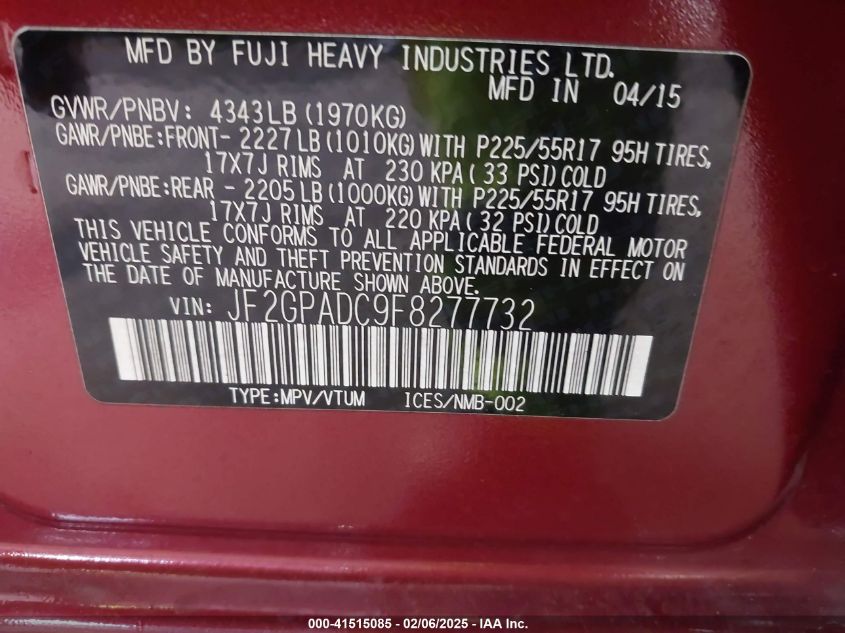 MFD BY FUJI HEAVY INDUSTRIES LTD.
MFD IN 04/15
GVWR/PNBV: 4343LB(1970KG)
GAWR/PNBE:FRONT- 2227LB(1010KG)WITH P225/55R17 95H TIRES,
17X7J RIMS AT 230 KPA( 33 PSI)COLD
GAWR/PNBE:REAR - 2205LB(1000KG)WITH P225/55R17 95H TIRES,
17X7J RIMS AT 220 KPA( 32 PSI)COLD
THIS VEHICLE CONFORMS TO ALL APPLICABLE FEDERAL MOTOR
VEHICLE SAFETY AND THEFT PREVENTION STANDARDS IN EFFECT ON
THE DATE OF MANUFACTURE SHOWN ABOVE.
VIN: JF2GPADC9F8277732
TYPE:MPV/VTUM ICES/NMB-002
000-41515085 - 02/06/2025 - IAA Inc.